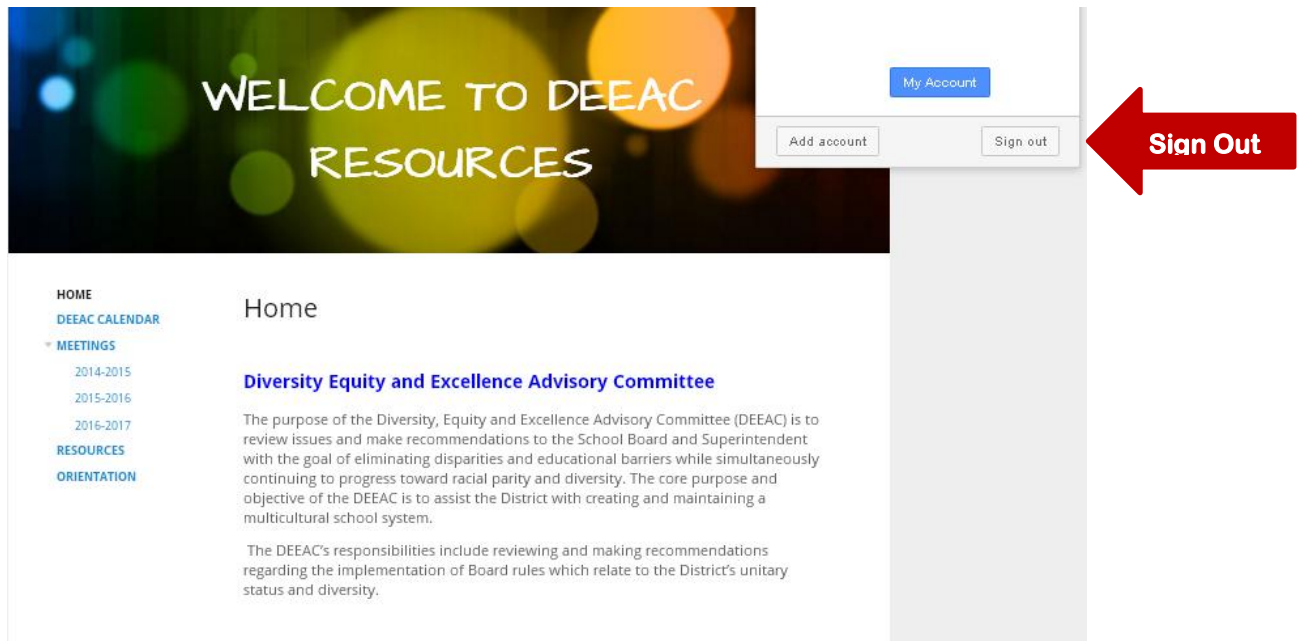 WELCOME TO DEEAC
RESOURCES
My Account
Add account
Sign out
Sign Out
HOME
DEEAC CALENDAR
MEETINGS
2014-2015
2015-2016
2016-2017
RESOURCES
ORIENTATION
Home
Diversity Equity and Excellence Advisory Committee
The purpose of the Diversity, Equity and Excellence Advisory Committee (DEEAC) is to
review issues and make recommendations to the School Board and Superintendent
with the goal of eliminating disparities and educational barriers while simultaneously
continuing to progress toward racial parity and diversity. The core purpose and
objective of the DEEAC is to assist the District with creating and maintaining a
multicultural school system.
The DEEAC's responsibilities include reviewing and making recommendations
regarding the implementation of Board rules which relate to the District's unitary
status and diversity.